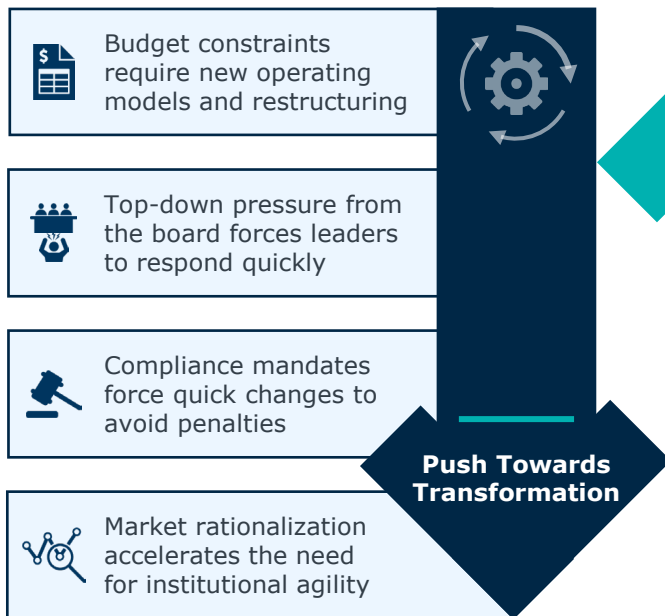 $
Budget constraints
require new operating
models and restructuring
Top-down pressure from
the board forces leaders
to respond quickly
Compliance mandates
force quick changes to
avoid penalties
Market rationalization
accelerates the need
for institutional agility
Push Towards
Transformation